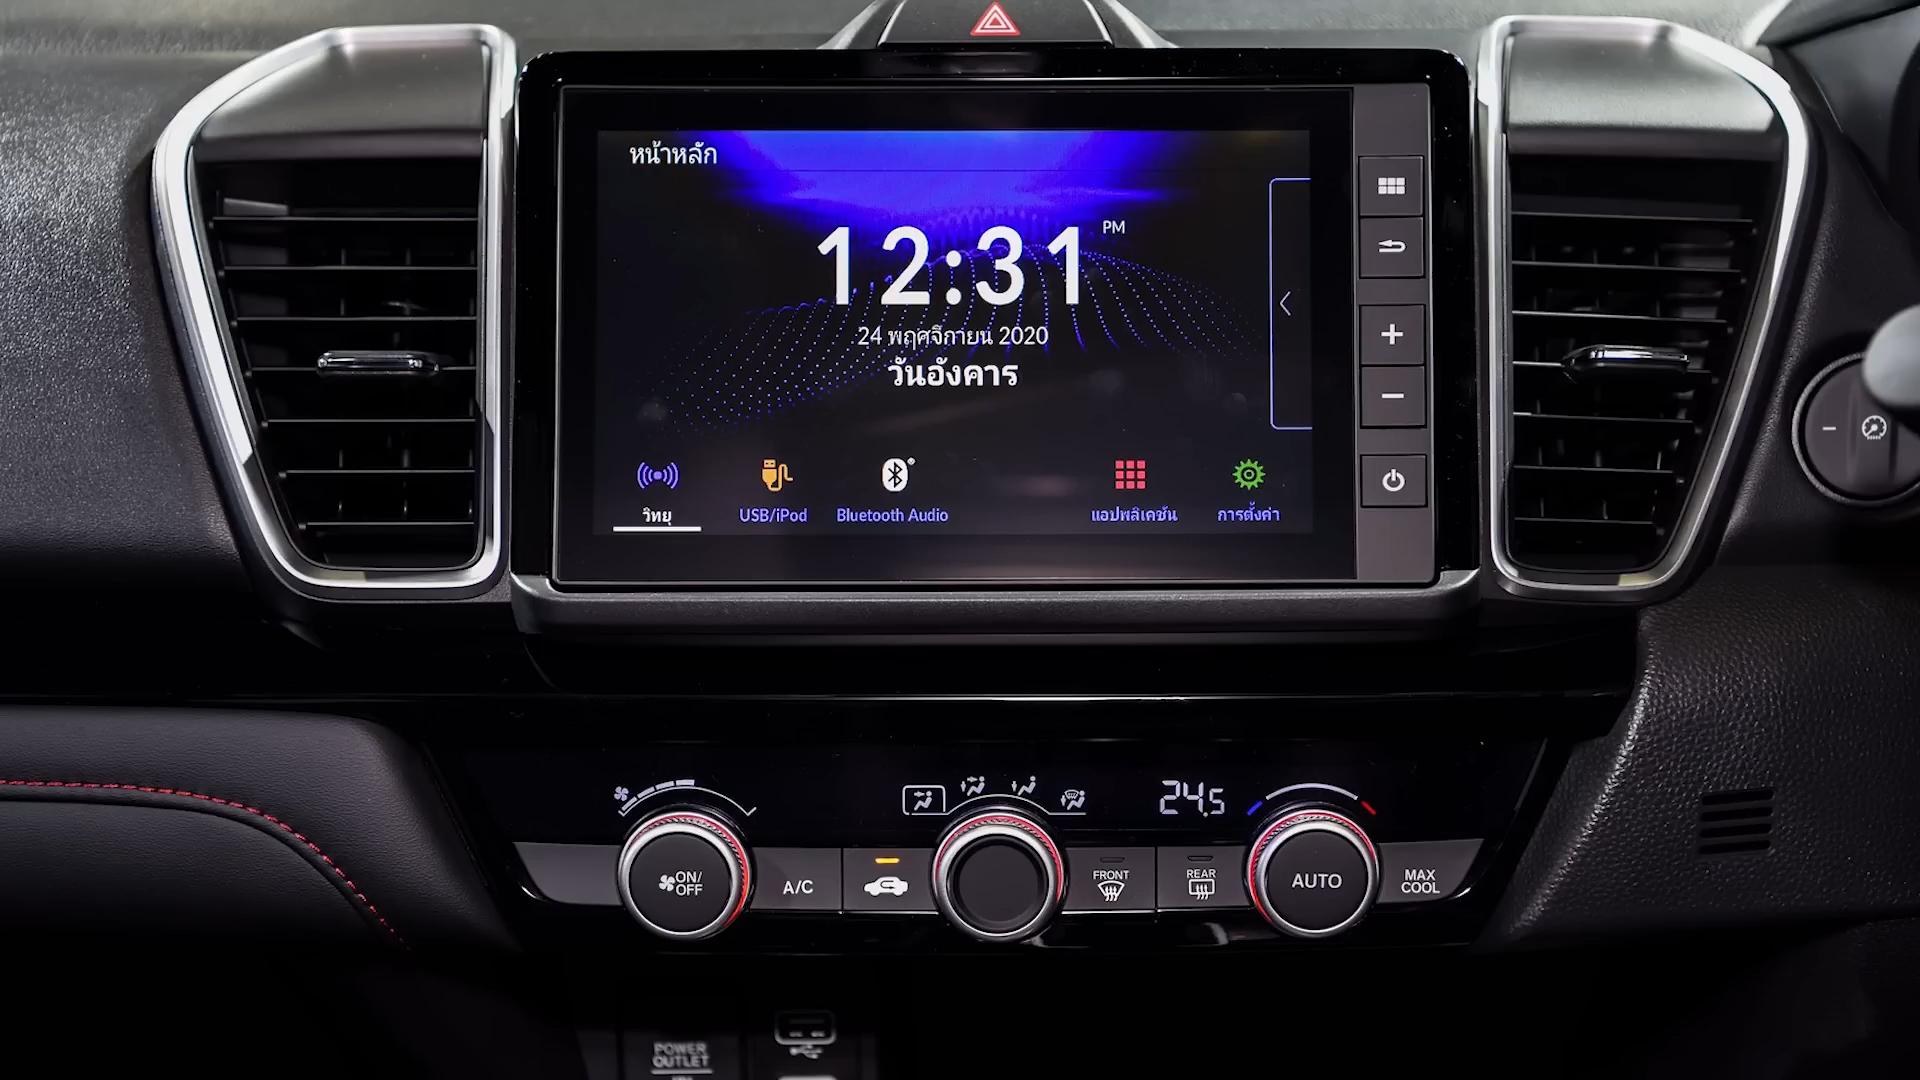 หน้าหลัก
12:31 PM
24 พฤศจิกายน 2020
วันอังคาร
วิทยุ
USB/iPod
Bluetooth Audio
แอปพลิเคชัน
การตั้งค่า
24.5
ON/
OFF
A/C
FRONT
REAR
AUTO
MAX
COOL
POWER
OUTLET